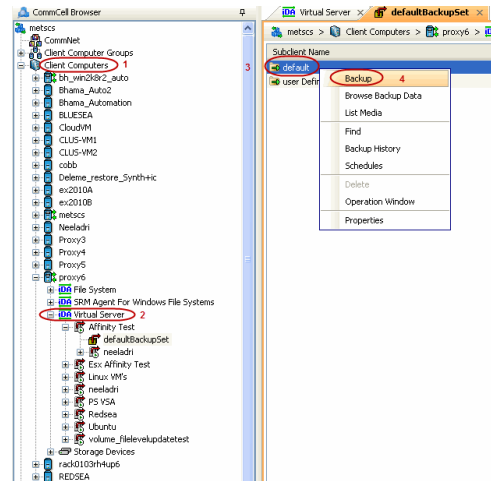 CommCell Browser
metscs
CommNet
Client Computer Groups
Client Computers 1
bh_win2k8r2_auto
Bhama_Auto2
Bhama_Automation
BLUESEA
CloudVM
CLUS-VM1
CLUS-VM2
cobb
Deleme_restore_Synth+ic
ex2010A
ex2010B
metscs
Neeladri
Proxy3
Proxy4
Proxy5
proxy6
iDA File System
iDA SRM Agent For Windows File Systems
iDA Virtual Server 2
Affinity Test
defaultBackupSet
neeladri
Esx Affinity Test
Linux VM's
neeladri
PS VSA
Redsea
Ubuntu
volume_filelevelupdatetest
Storage Devices
rack0103rh4up6
REDSEA
iDA Virtual Server x defaultBackupSet x
metscs > Client Computers > proxy6 >
Subclient Name
3 default
user Defin
Backup 4
Browse Backup Data
List Media
Find
Backup History
Schedules
Delete
Operation Window
Properties